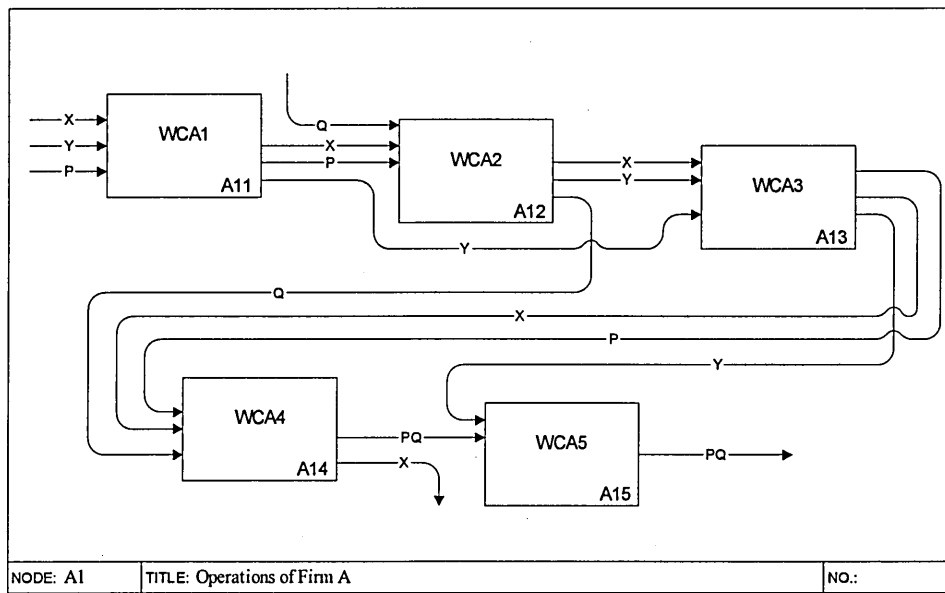 X
Y
P
WCA1
A11
Q
X
P
Y
WCA2
A12
X
Y
WCA3
A13
Q
X
P
Y
WCA4
A14
PQ
X
WCA5
A15
PQ
NODE: A1
TITLE: Operations of Firm A
NO.: